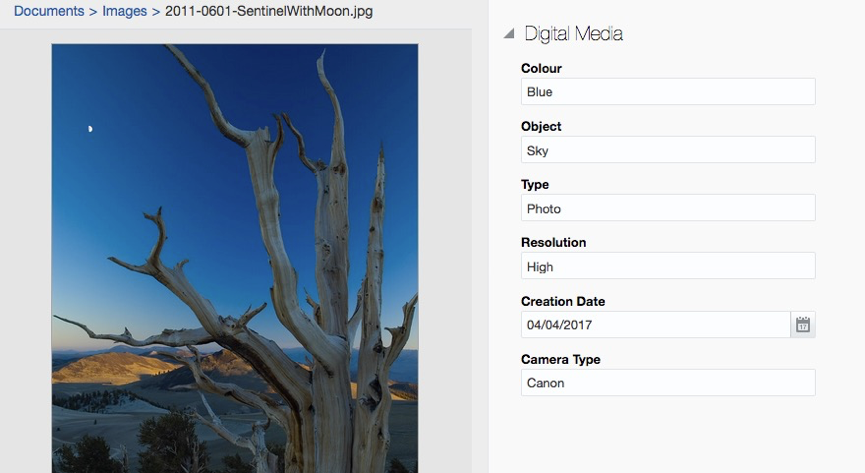 Documents > Images > 2011-0601-SentinelWithMoon.jpg
Digital Media
Colour
Blue
Object
Sky
Type
Photo
Resolution
High
Creation Date
04/04/2017
17
Camera Type
Canon